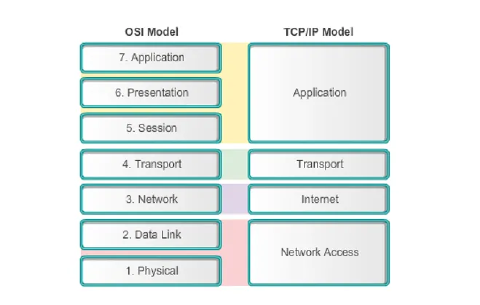 OSI Model
TCP/IP Model
7. Application
6. Presentation
5. Session
Application
4. Transport
Transport
3. Network
Internet
2. Data Link
1. Physical
Network Access